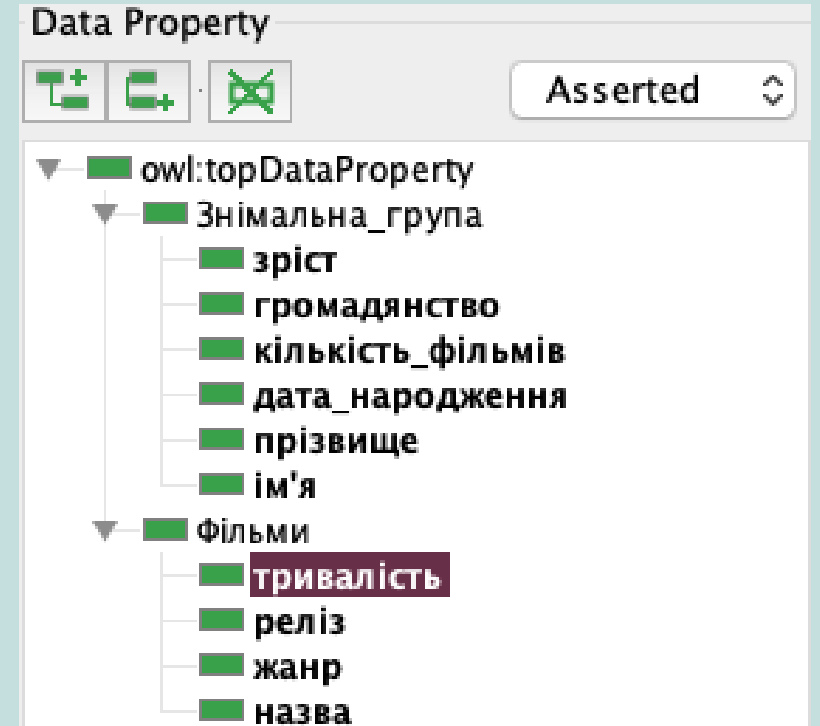 Data Property
Asserted
owl:topDataProperty
Знімальна_група
зріст
громадянство
кількість_фільмів
дата_народження
прізвище
ім'я
Фільми
тривалість
реліз
жанр
назва